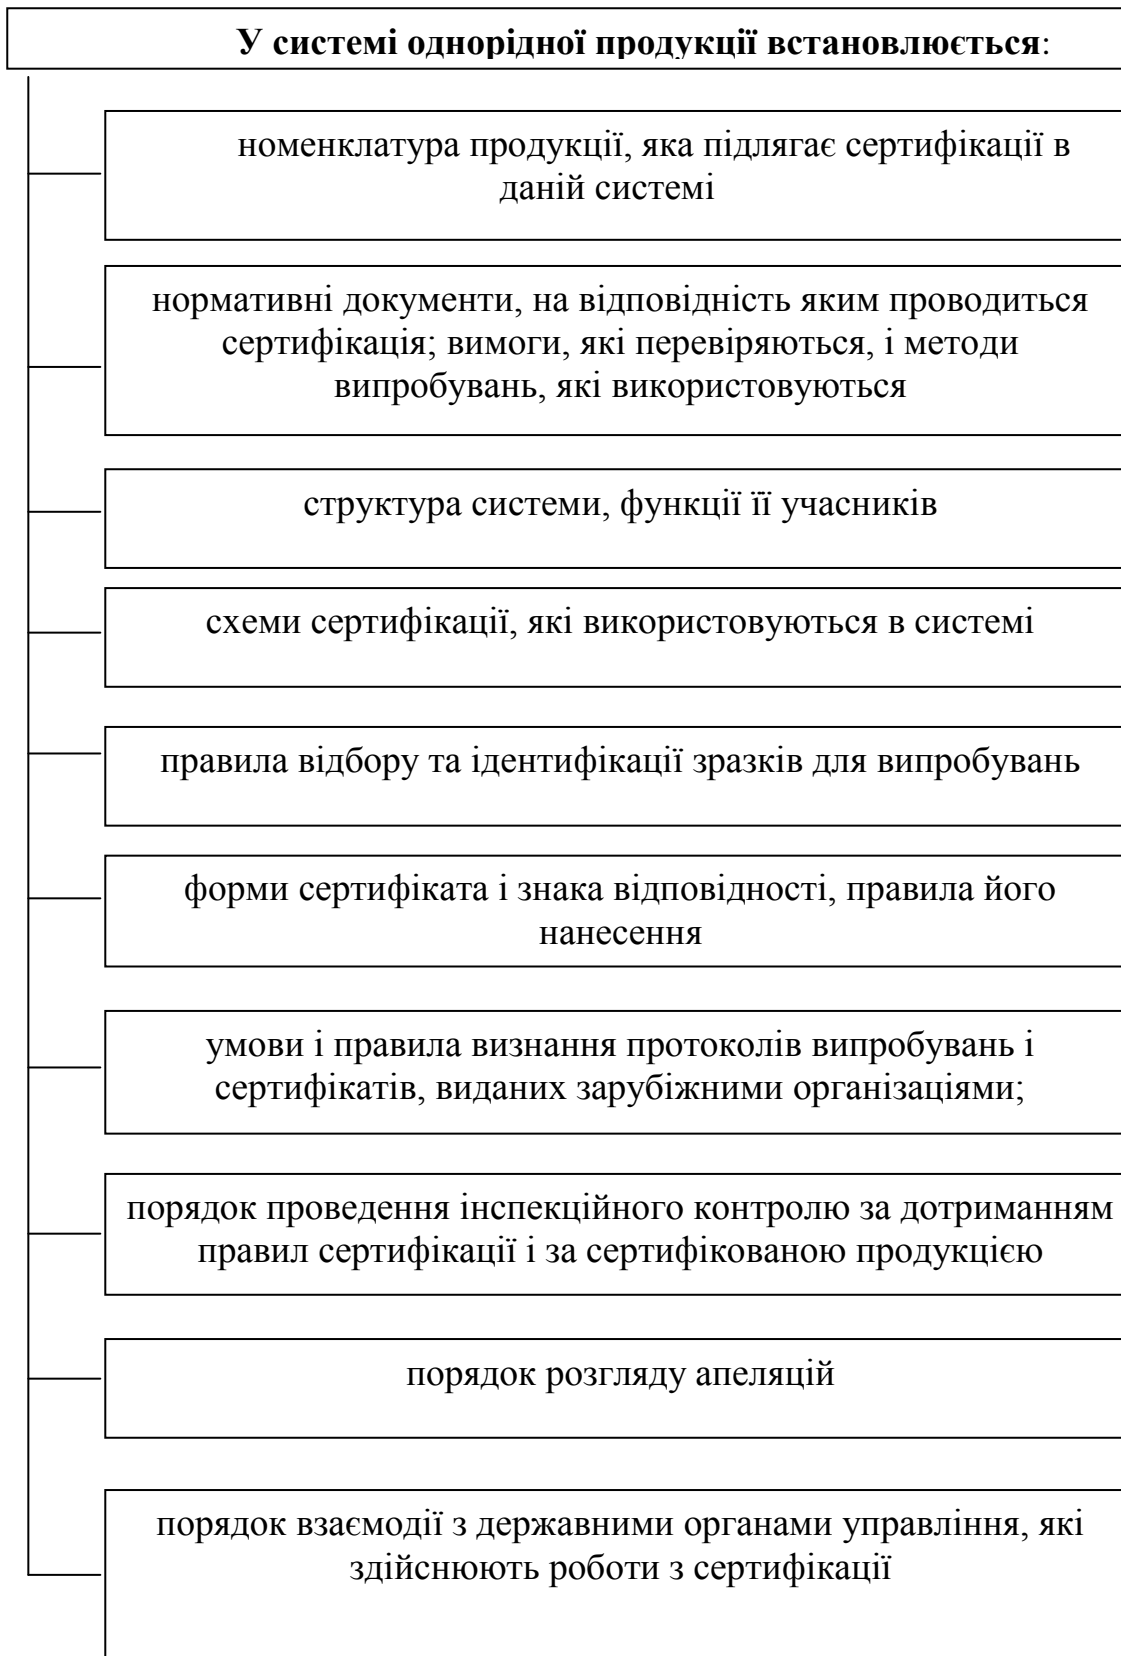 У системі однорідної продукції встановлюється:
номенклатура продукції, яка підлягає сертифікації в
даній системі
нормативні документи, на відповідність яким проводиться
сертифікація; вимоги, які перевіряються, і методи
випробувань, які використовуються
структура системи, функції її учасників
схеми сертифікації, які використовуються в системі
правила відбору та ідентифікації зразків для випробувань
форми сертифіката і знака відповідності, правила його
нанесення
умови і правила визнання протоколів випробувань і
сертифікатів, виданих зарубіжними організаціями;
порядок проведення інспекційного контролю за дотриманням
правил сертифікації і за сертифікованою продукцією
порядок розгляду апеляцій
порядок взаємодії з державними органами управління, які
здійснюють роботи з сертифікації